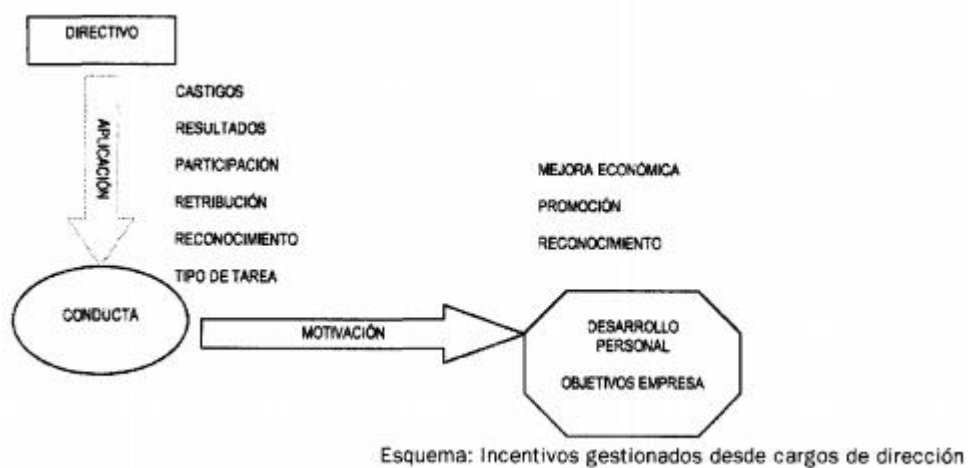 DIRECTIVO
APLICACIÓN
CASTIGOS
RESULTADOS
PARTICIPACIÓN
RETRIBUCIÓN
RECONOCIMIENTO
TIPO DE TAREA
CONDUCTA
MOTIVACIÓN
MEJORA ECONÓMICA
PROMOCIÓN
RECONOCIMIENTO
DESARROLLO
PERSONAL
OBJETIVOS EMPRESA
Esquema: Incentivos gestionados desde cargos de dirección